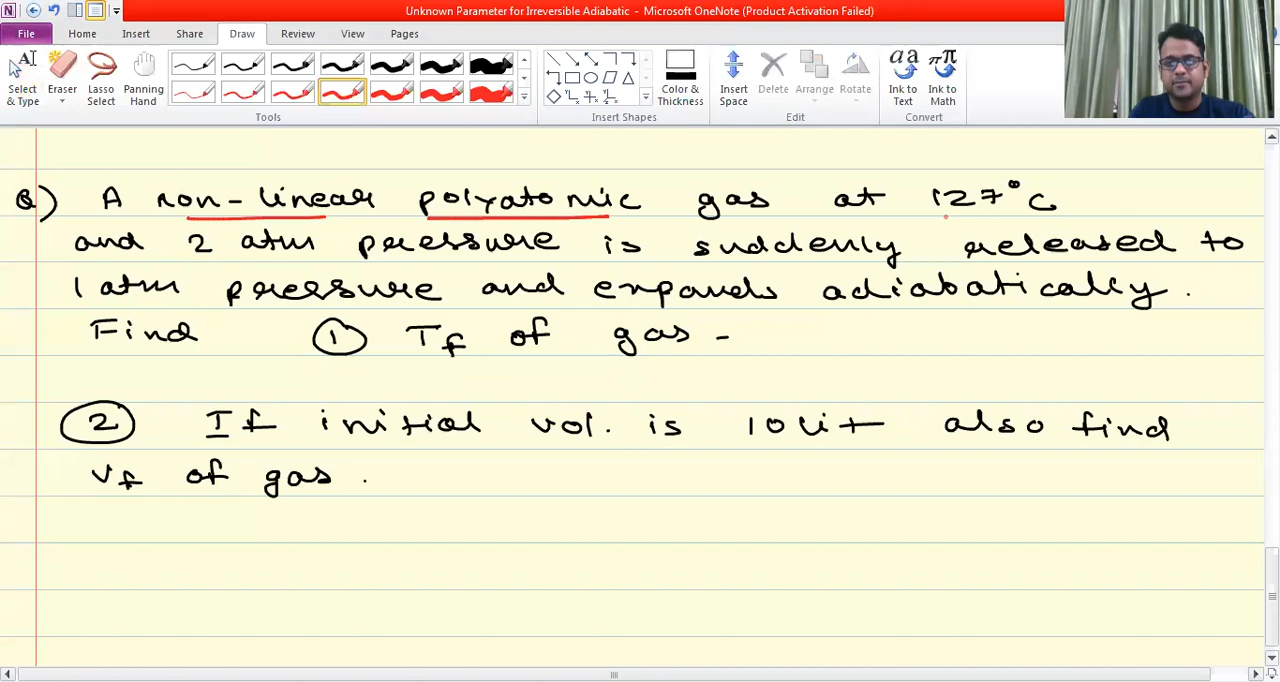 Unknown Parameter for Irreversible Adiabatic - Microsoft OneNote (Product Activation Failed)
File Home Insert Share Draw Review View Pages
Select & Type Eraser Lasso Select Panning Hand
Color & Thickness Insert Space Delete Arrange Rotate Ink to Text Ink to Math
Tools Insert Shapes Edit Convert
Q) A non-linear polyatomic gas at 127°C
and 2 atm pressure is suddenly released to
1 atm pressure and expands adiabatically.
Find ① Tf of gas -
② If initial vol. is 10 lit also find
Vf of gas.